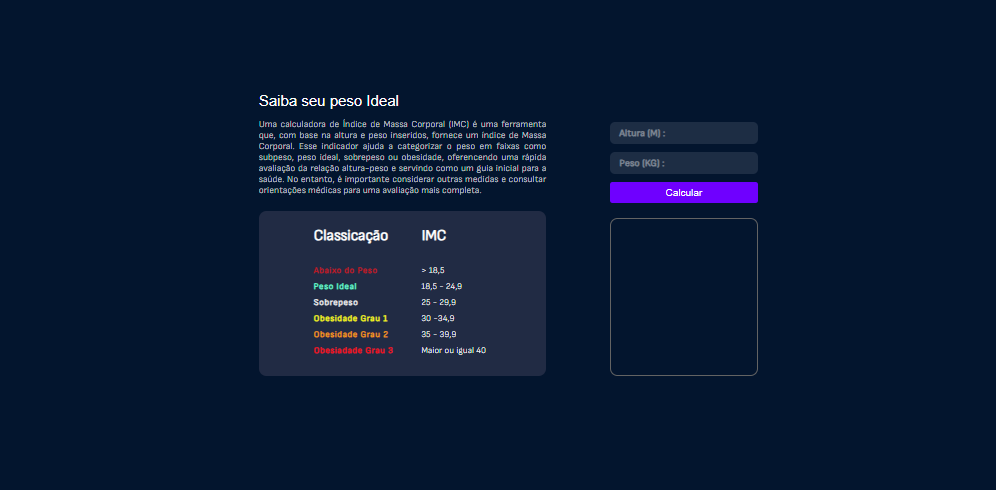 Saiba seu peso Ideal
Uma calculadora de Índice de Massa Corporal (IMC) é uma ferramenta
que, com base na altura e peso inseridos, fornece um índice de Massa
Corporal. Esse indicador ajuda a categorizar o peso em faixas como
subpeso, peso ideal, sobrepeso ou obesidade, oferencendo uma rápida
avaliação da relação altura-peso e servindo como um guia inicial para a
saúde. No entanto, é importante considerar outras medidas e consultar
orientações médicas para uma avaliação mais completa.
Classicação IMC
Abaixo do Peso > 18,5
Peso Ideal 18,5 - 24,9
Sobrepeso 25 - 29,9
Obesidade Grau 1 30 -34,9
Obesidade Grau 2 35 - 39,9
Obesiadade Grau 3 Maior ou igual 40
Altura (M) :
Peso (KG) :
Calcular